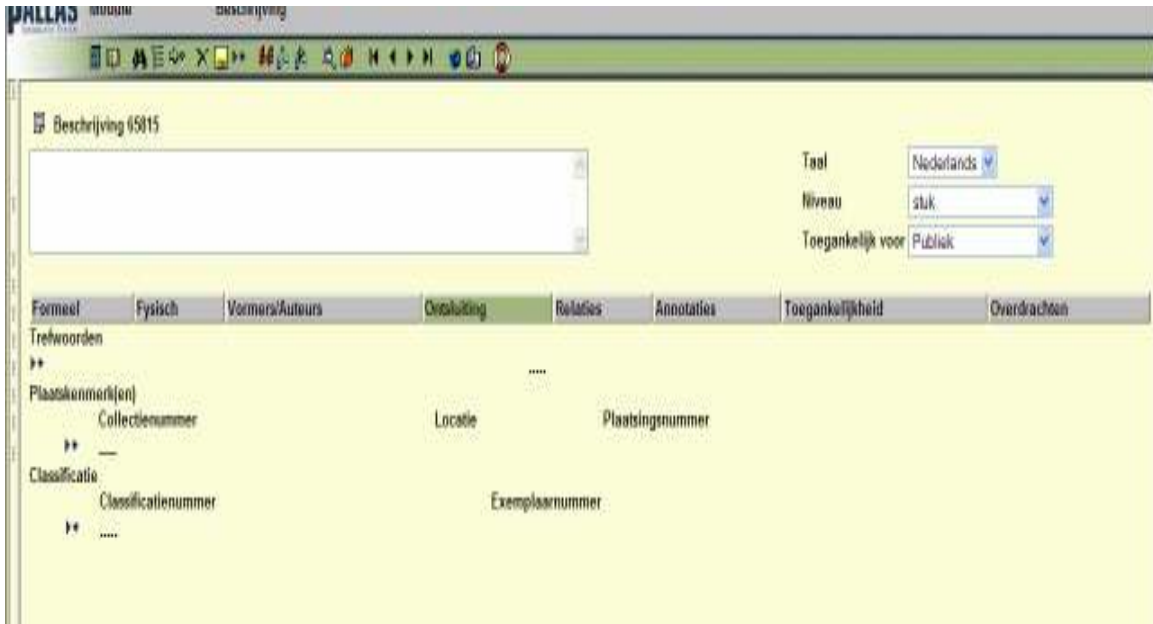 PALLAS Module Beschrijving
Beschrijving 65815
Taal Nederlands
Niveau stuk
Toegankelijk voor Publiek
Formeel Fysisch Vormers/Auteurs Ontsluiting Relaties Annotaties Toegankelijkheid Overdrachten
Trefwoorden
.....
Plaatskenmerk(en)
Collectienummer Locatie Plaatsingsnummer
__
Classificatie
Classificatienummer Exemplaarnummer
.....